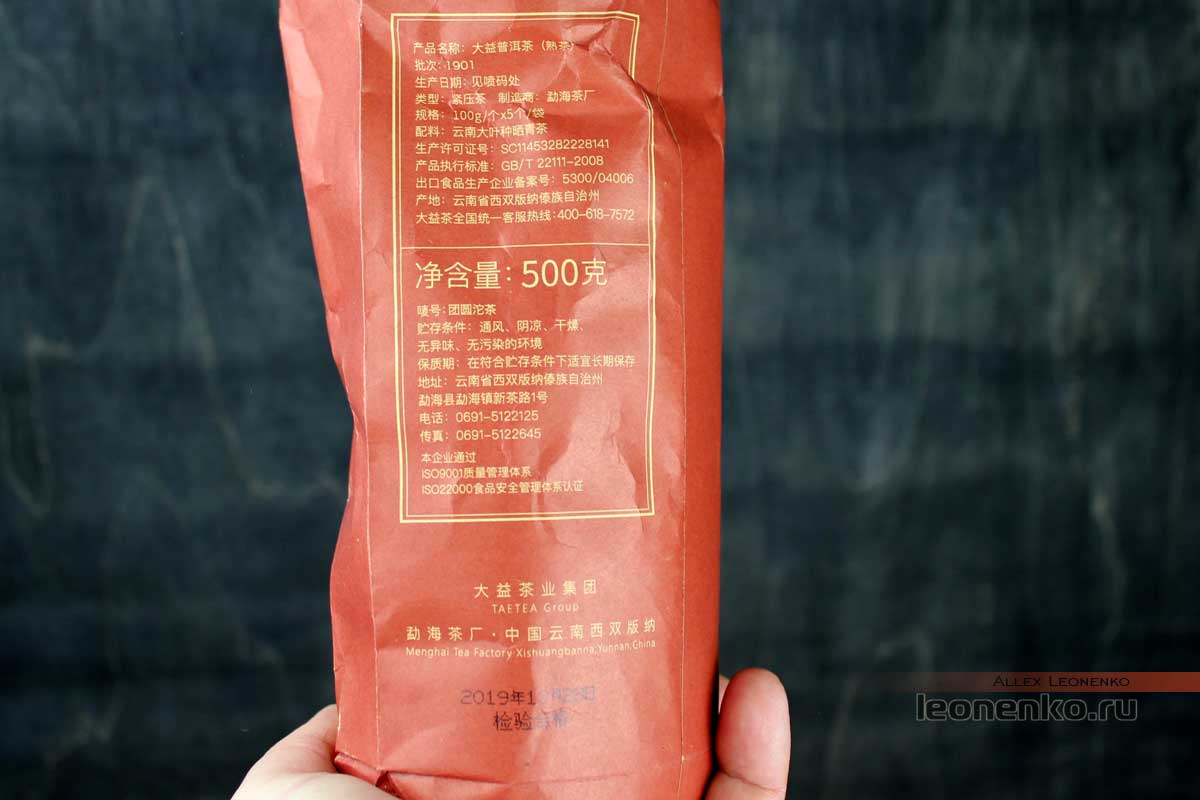 产品名称：大益普洱茶（熟茶）
批次：1901
生产日期：见喷码处
类型：紧压茶 制造商：勐海茶厂
规格：100g/个x5个/袋
配料：云南大叶种晒青茶
生产许可证号：SC11453282228141
产品执行标准：GB/T 22111-2008
出口食品生产企业备案号：5300/04006
产地：云南省西双版纳傣族自治州
大益茶全国统一客服热线:400-618-7572
净含量：500克
唛号:团圆沱茶
贮存条件：通风、阴凉、干燥、
无异味、无污染的环境
保质期：在符合贮存条件下适宜长期保存
地址：云南省西双版纳傣族自治州
勐海县勐海镇新茶路1号
电话：0691-5122125
传真：0691-5122645
本企业通过
ISO9001质量管理体系
ISO22000食品安全管理体系认证
大益茶业集团
TAETEA Group
勐海茶厂·中国云南西双版纳
Menghai Tea Factory Xishuangbanna,Yunnan,China
2019年
检验合格
ALLEX LEONENKO
leonenko.ru